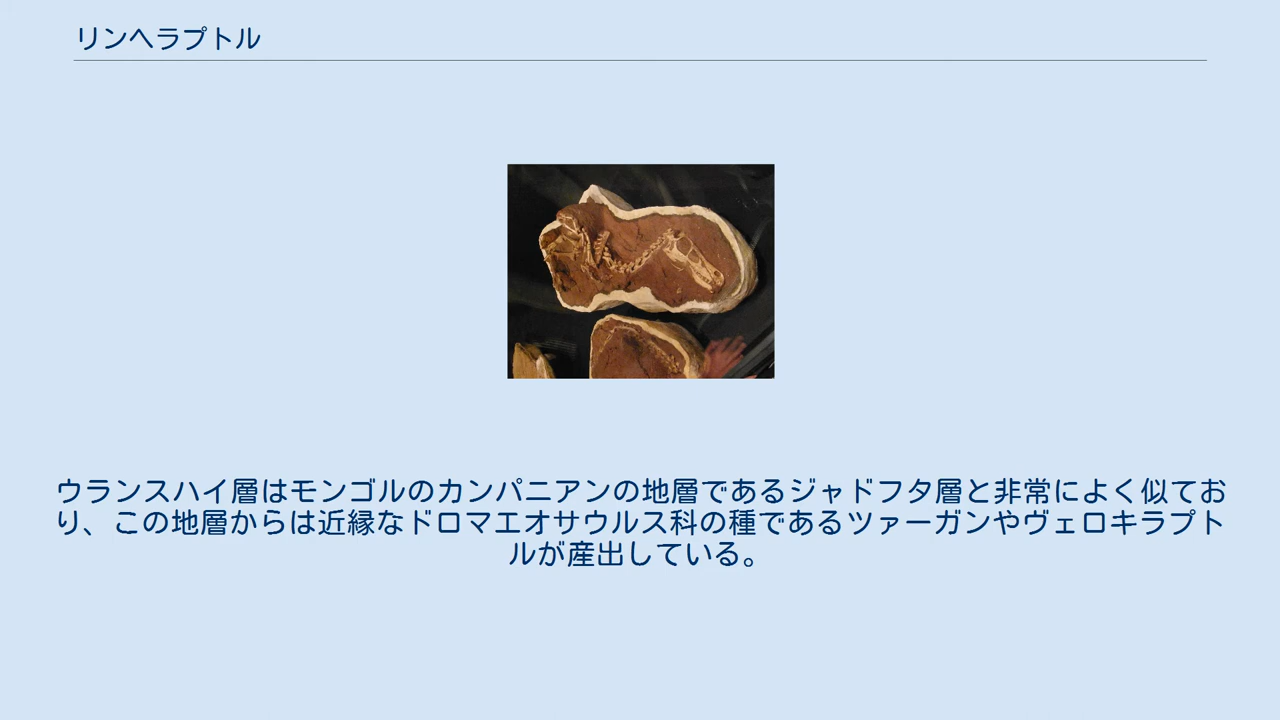 リンヘラプトル
ウランスハイ層はモンゴルのカンパニアンの地層であるジャドフタ層と非常によく似てお
り、この地層からは近縁なドロマエオサウルス科の種であるツァーガンやヴェロキラプト
ルが産出している。